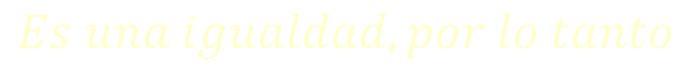 Es una igualdad, por lo tanto